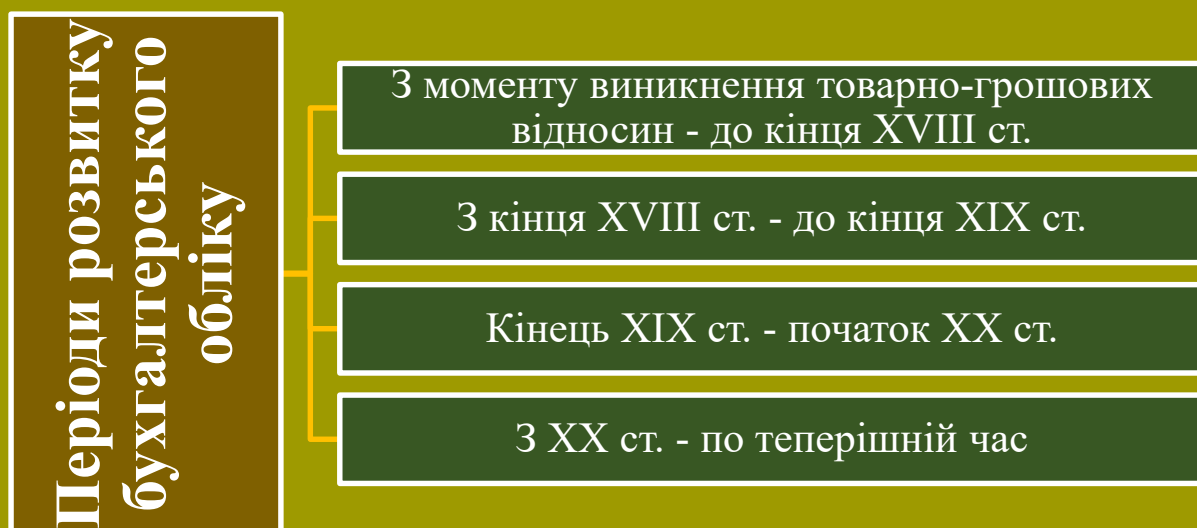 Періоди розвитку
бухгалтерського
обліку
З моменту виникнення товарно-грошових
відносин - до кінця XVIII ст.
З кінця XVIII ст. - до кінця XIX ст.
Кінець XIX ст. - початок XX ст.
З XX ст. - по теперішній час